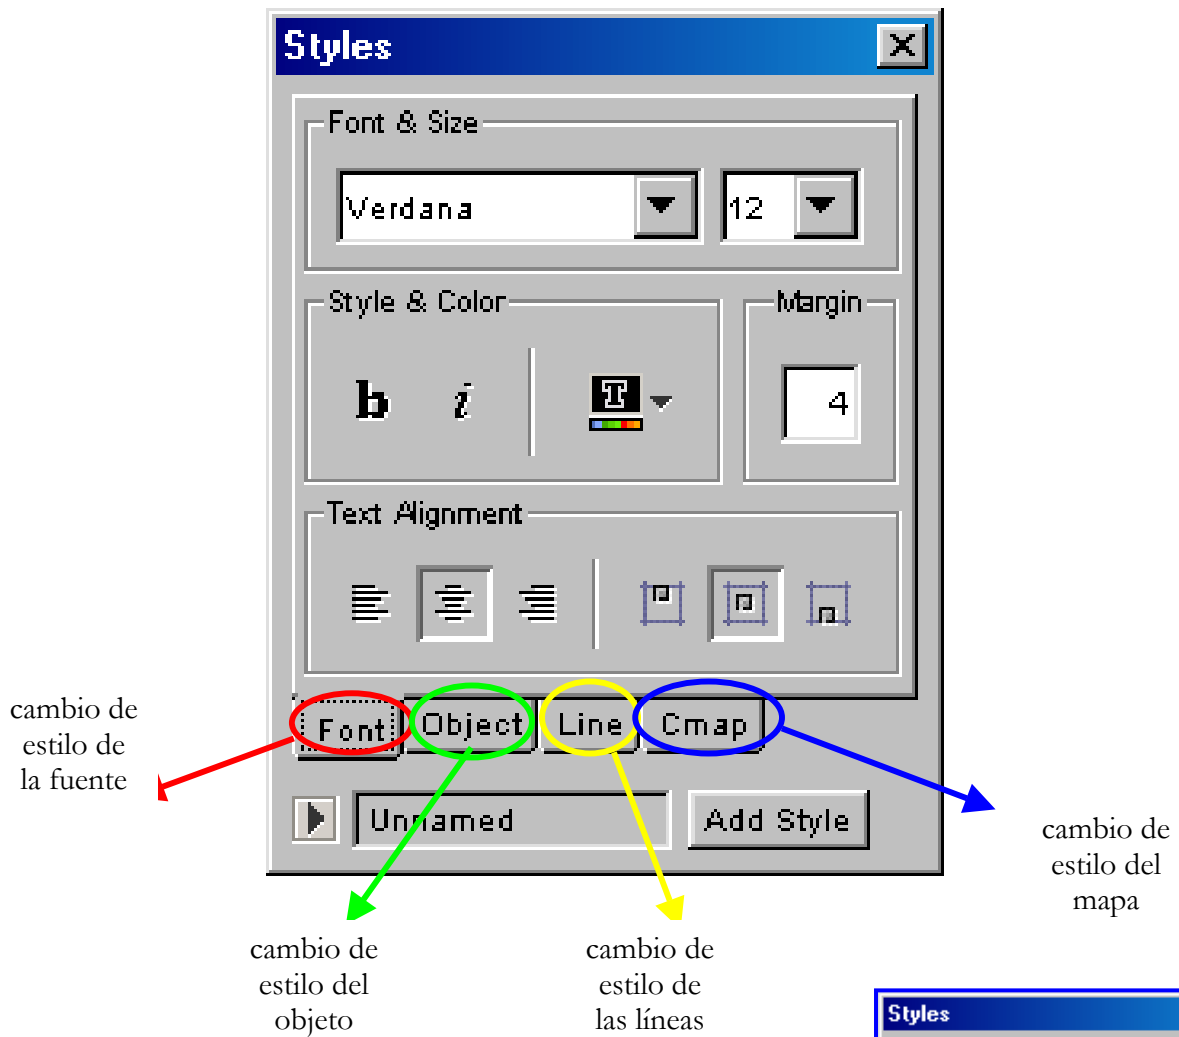 Styles
Font & Size
Verdana
12
Style & Color
Margin
b i T
4
Text Alignment
Font Object Line Cmap
Unnamed
Add Style
cambio de
estilo de
la fuente
cambio de
estilo del
objeto
cambio de
estilo de
las líneas
cambio de
estilo del
mapa
Styles